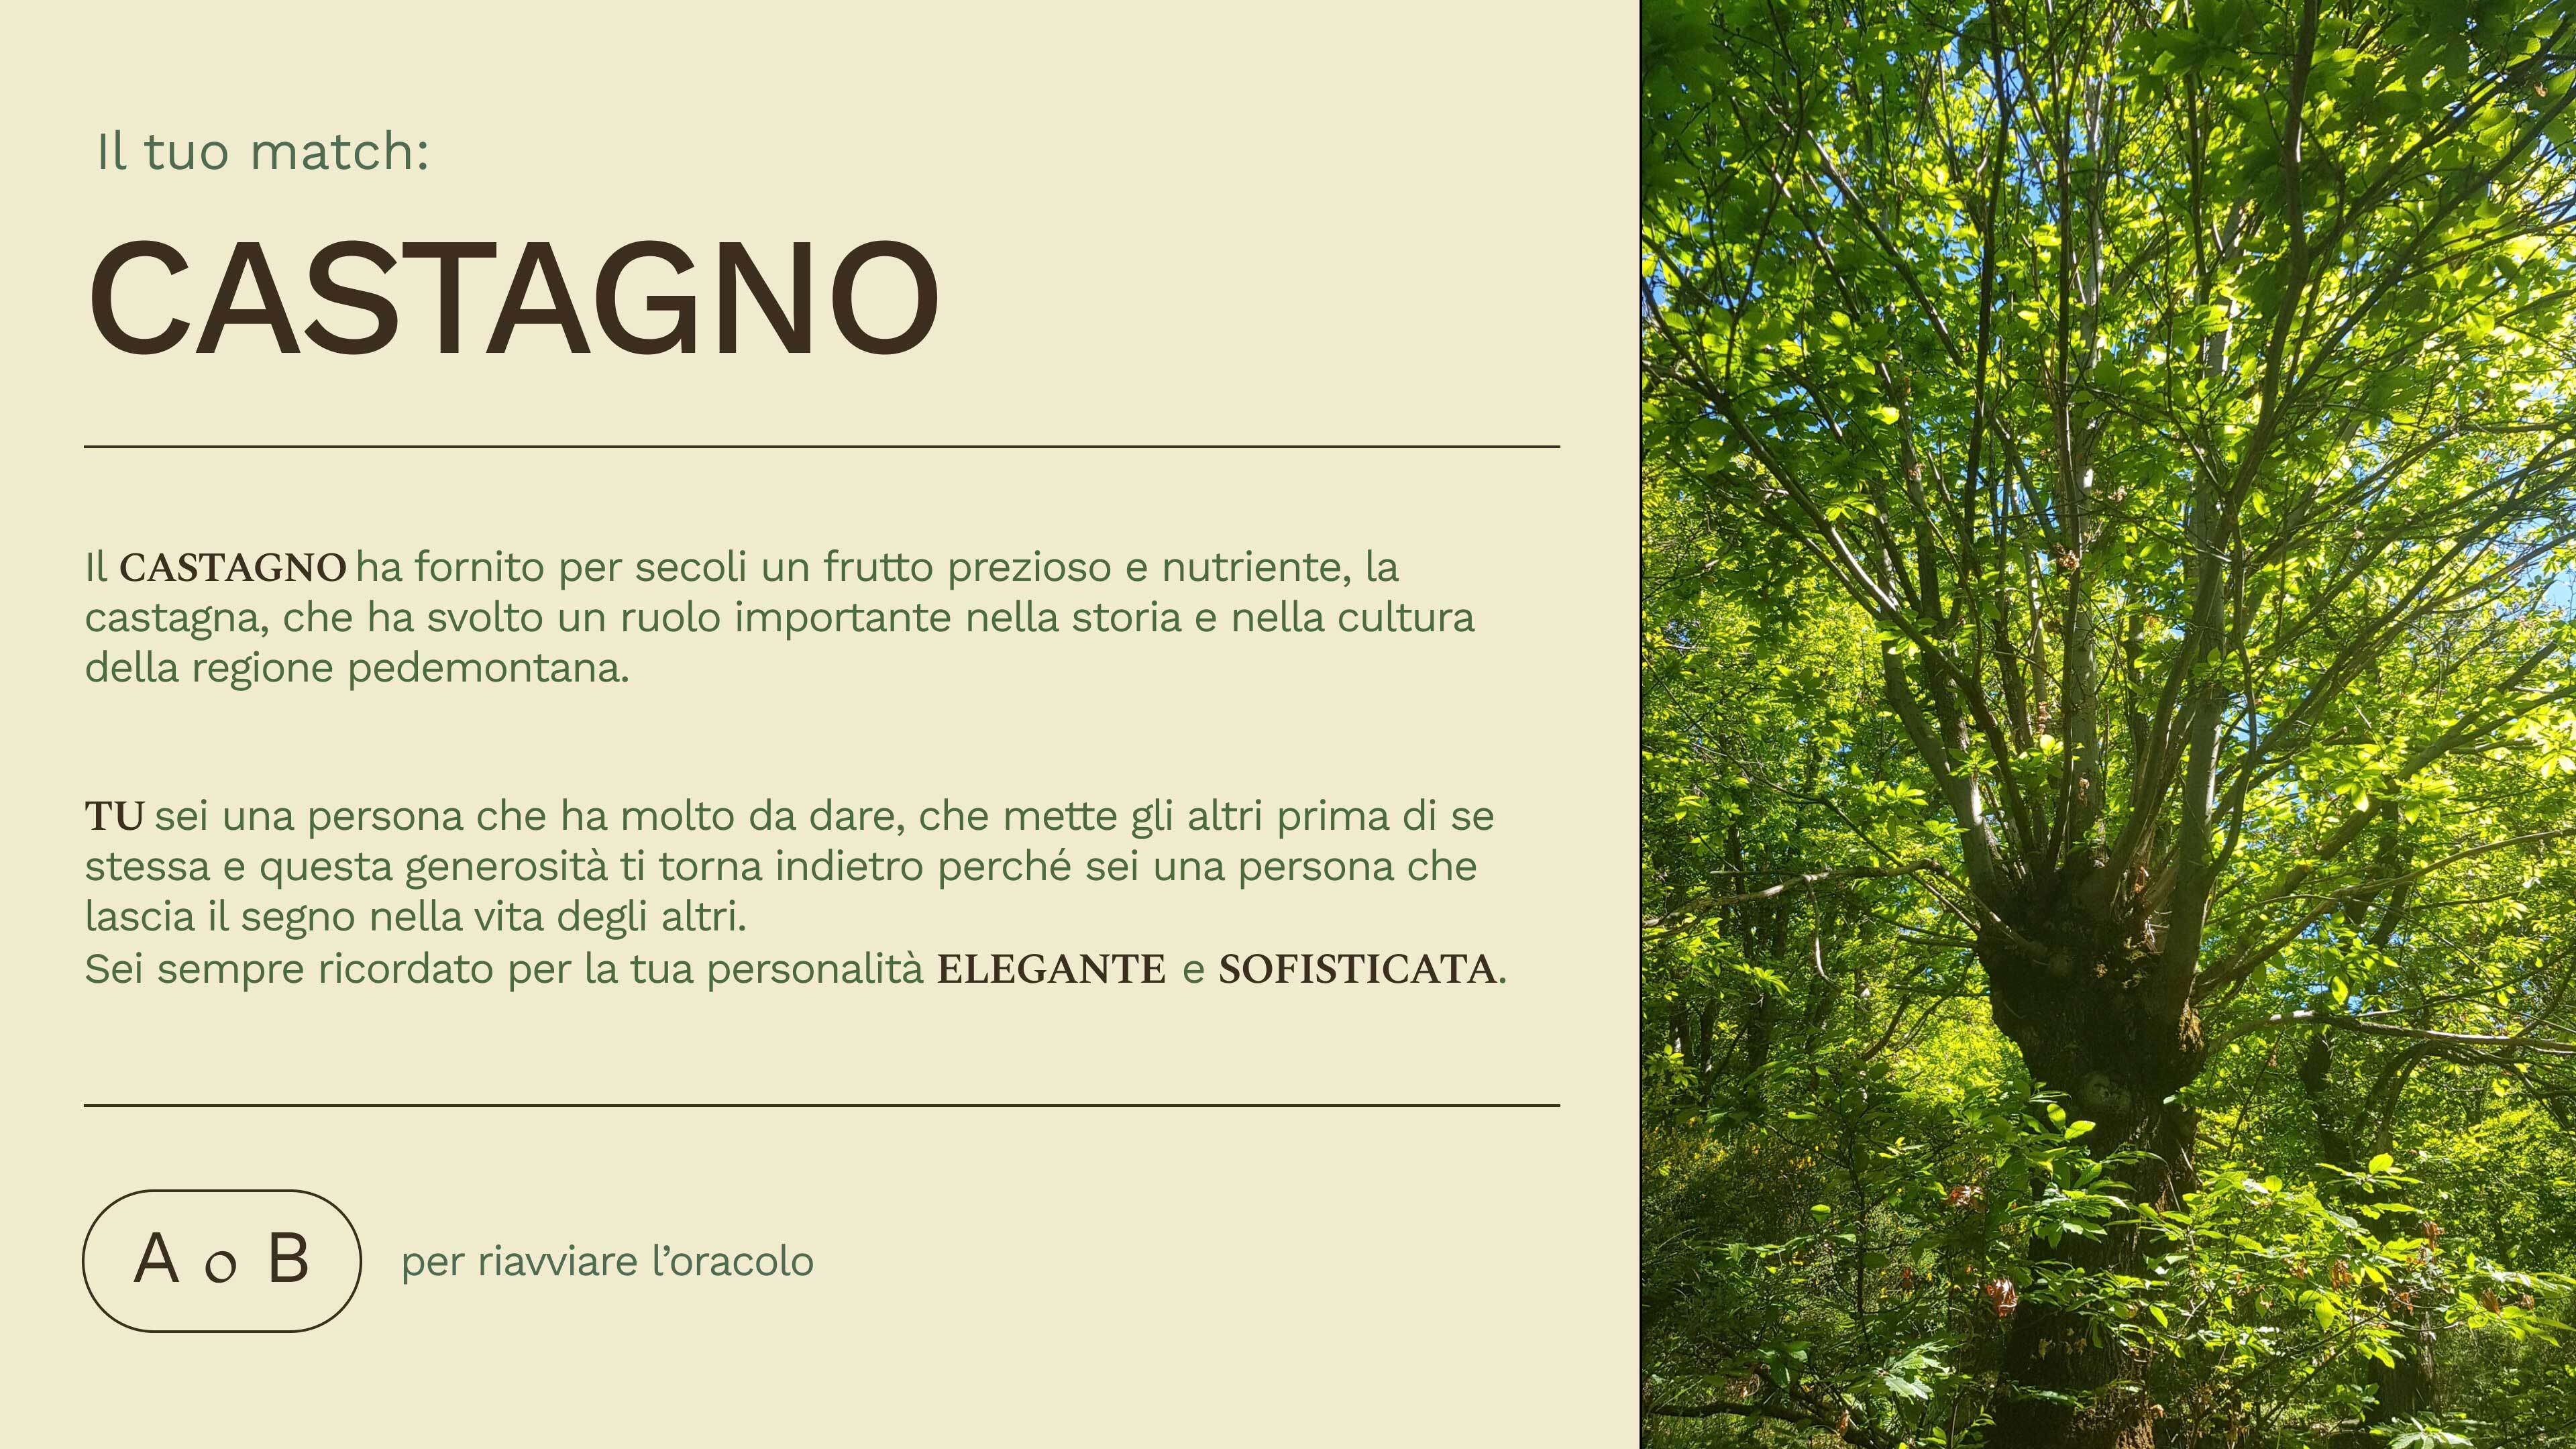 Il tuo match:
CASTAGNO
Il CASTAGNO ha fornito per secoli un frutto prezioso e nutriente, la
castagna, che ha svolto un ruolo importante nella storia e nella cultura
della regione pedemontana.
TU sei una persona che ha molto da dare, che mette gli altri prima di se
stessa e questa generosità ti torna indietro perché sei una persona che
lascia il segno nella vita degli altri.
Sei sempre ricordato per la tua personalità ELEGANTE e SOFISTICATA.
A o B per riavviare l’oracolo